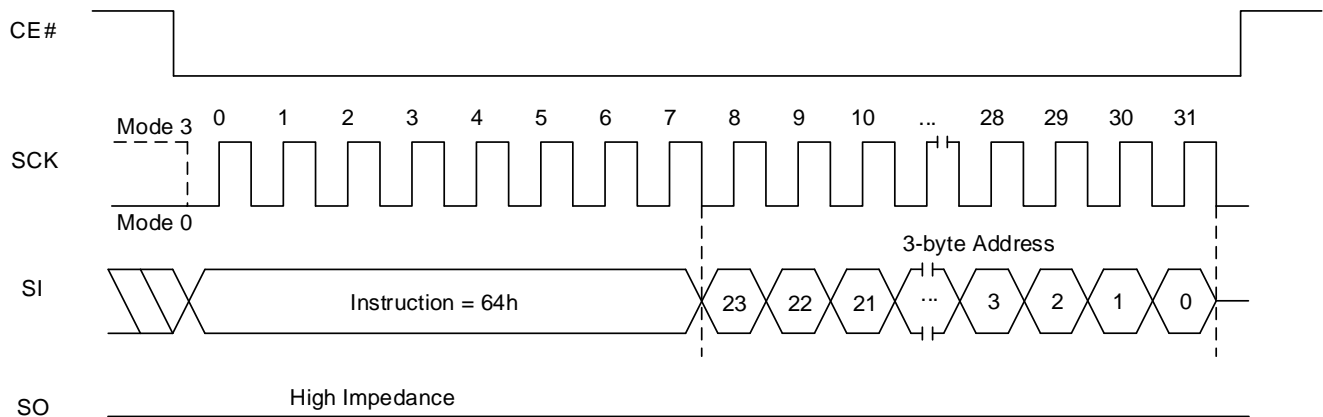 CE#
0 1 2 3 4 5 6 7 8 9 10 ... 28 29 30 31
Mode 3
SCK
Mode 0
3-byte Address
SI
Instruction = 64h 23 22 21 ... 3 2 1 0
High Impedance
SO